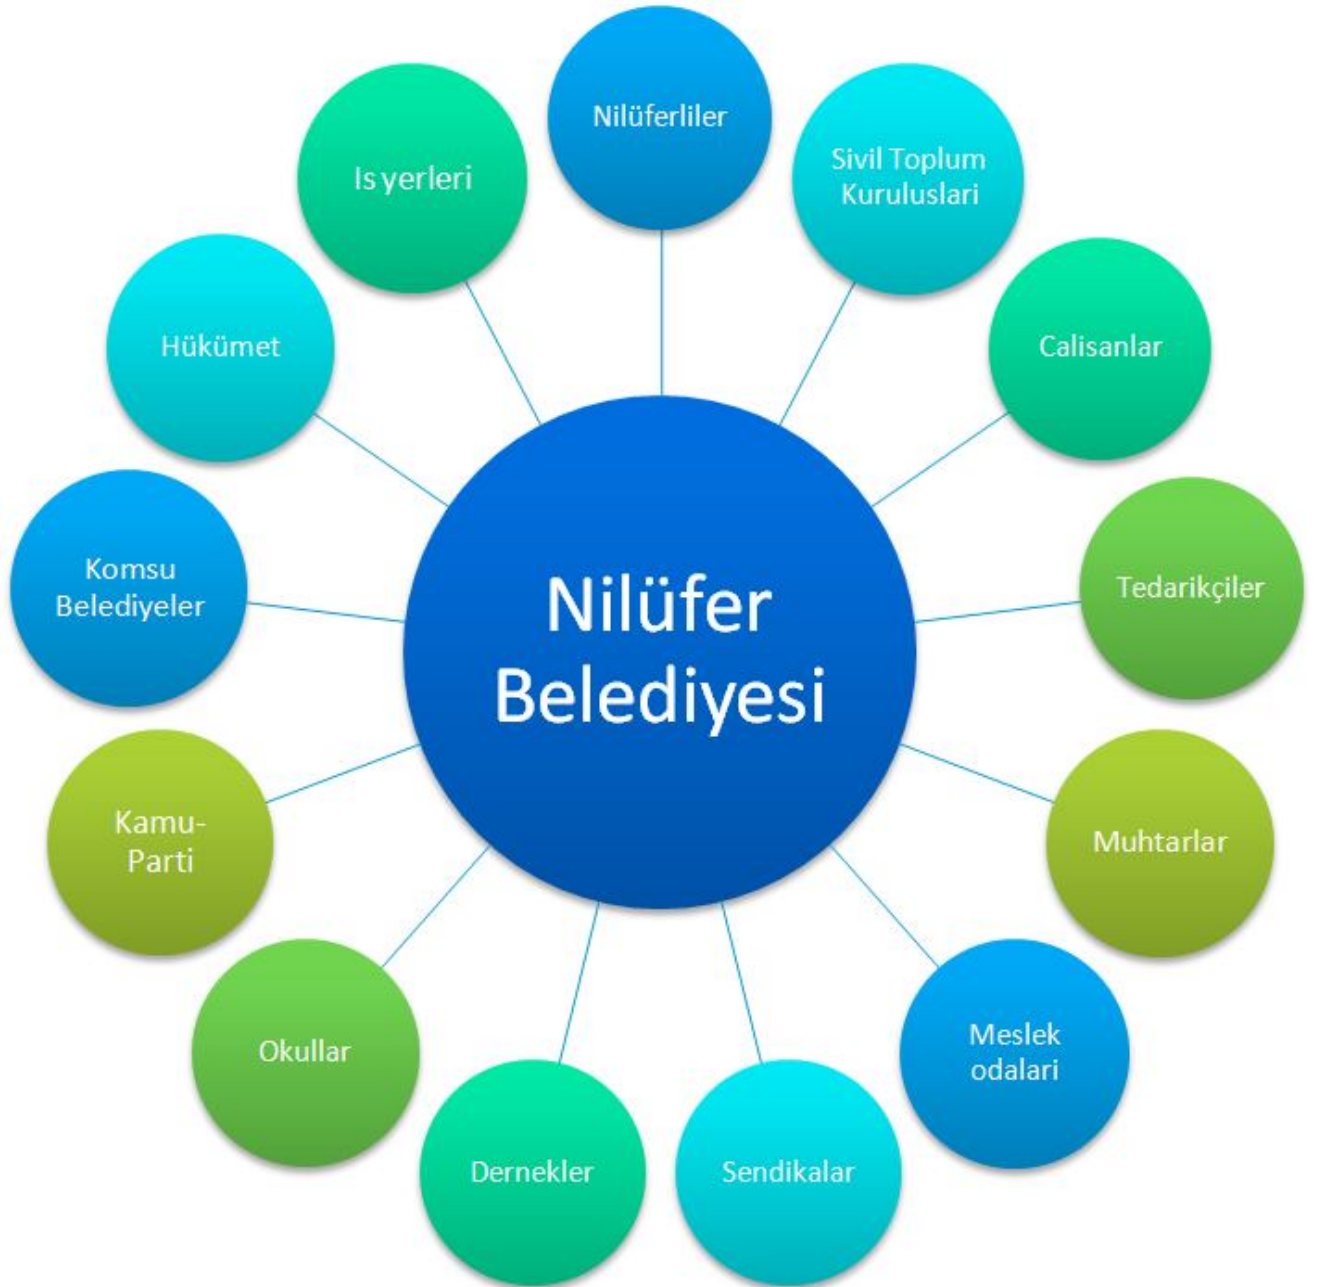 Nilüferliler
Sivil Toplum
Kuruluslari
Calisanlar
Tedarikçiler
Muhtarlar
Meslek
odalari
Sendikalar
Dernekler
Okullar
Kamu-
Parti
Komsu
Belediyeler
Hükümet
Is yerleri
Nilüfer
Belediyesi